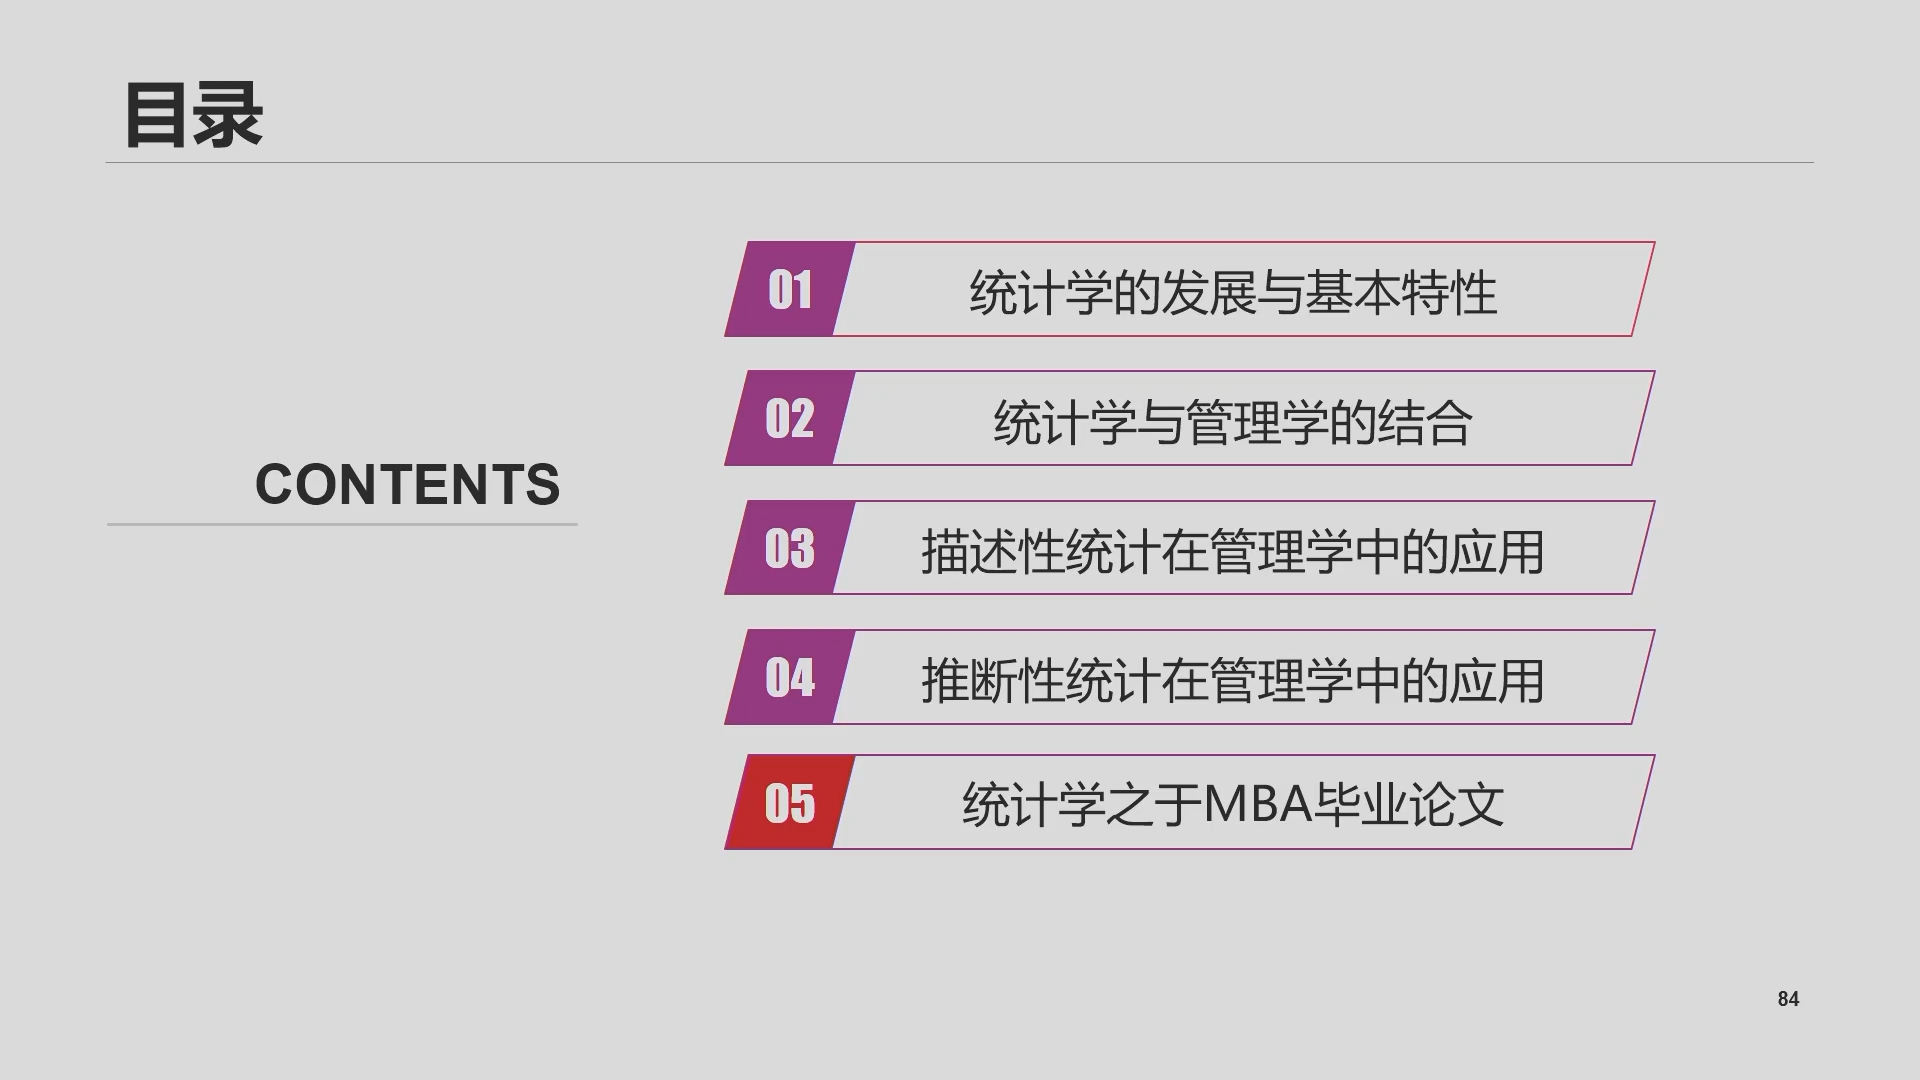 目录
CONTENTS
01 统计学的发展与基本特性
02 统计学与管理学的结合
03 描述性统计在管理学中的应用
04 推断性统计在管理学中的应用
05 统计学之于MBA毕业论文
84